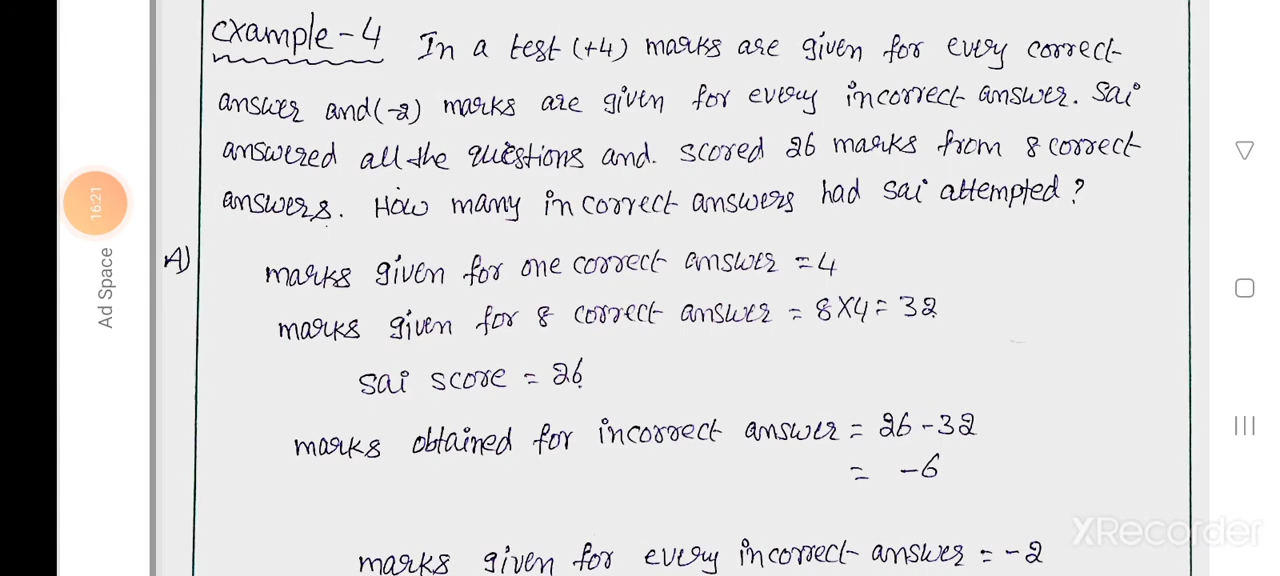 Example-4 In a test (+4) marks are given for every correct
answer and (-2) marks are given for every incorrect answer. Sai
answered all the questions and. scored 26 marks from 8 correct
answers. How many incorrect answers had sai attempted?
A) marks given for one correct answer = 4
marks given for 8 correct answer = 8×4 = 32
sai score = 26
marks obtained for incorrect answer = 26 - 32
= -6
marks given for every incorrect answer = -2
16:21
Ad Space
XRecorder